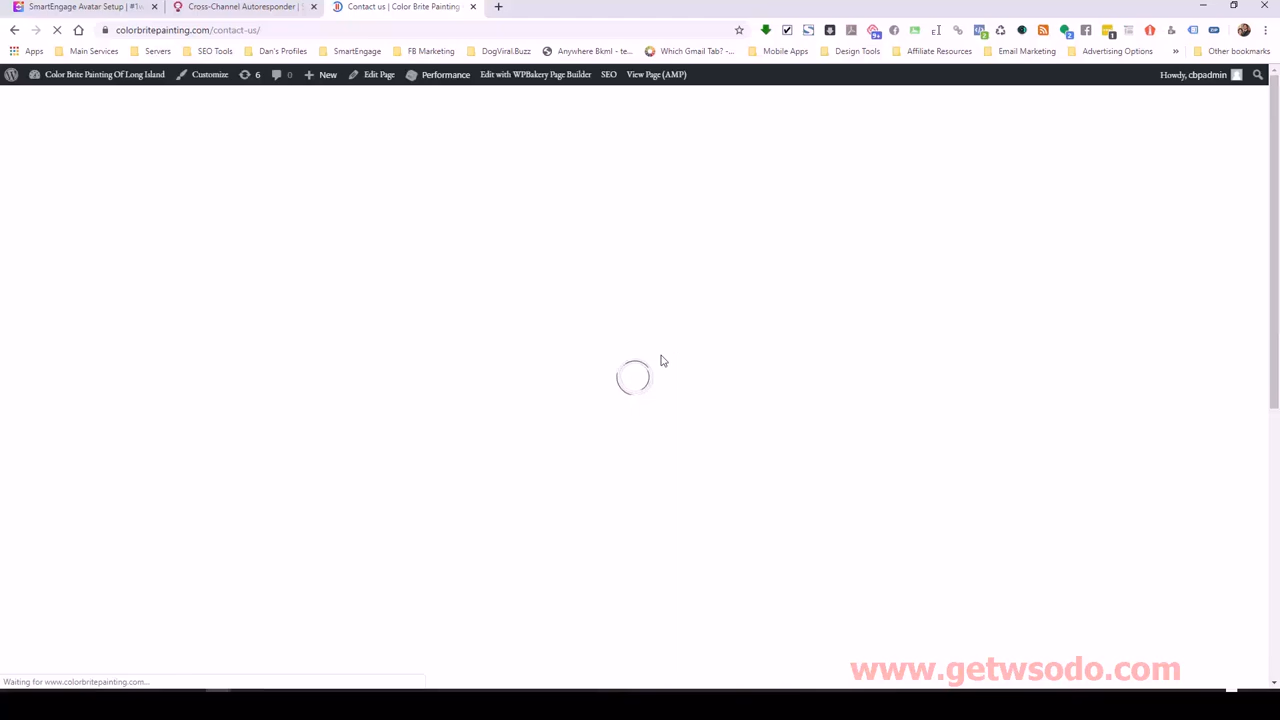 SmartEngage Avatar Setup | #1
Cross-Channel Autoresponder |
Contact us | Color Brite Painting
colorbritepainting.com/contact-us/
Apps Main Services Servers SEO Tools Dan's Profiles SmartEngage FB Marketing DogViral.Buzz Anywhere Bkml - te... Which Gmail Tab? -... Mobile Apps Design Tools Affiliate Resources Email Marketing Advertising Options » Other bookmarks
Color Brite Painting Of Long Island Customize 6 0 + New Edit Page Performance Edit with WPBakery Page Builder SEO View Page (AMP) Howdy, cbpadmin
Waiting for www.colorbritepainting.com...
www.getwsodo.com